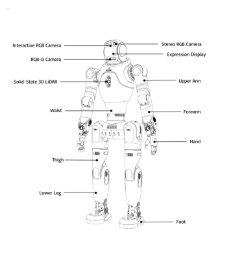 Interactive RGB Camera
Stereo RGB Camera
RGB-D Camera
Expression Display
Solid-State 3D LiDAR
Upper Arm
Waist
Forearm
Hand
Thigh
Lower Leg
Foot